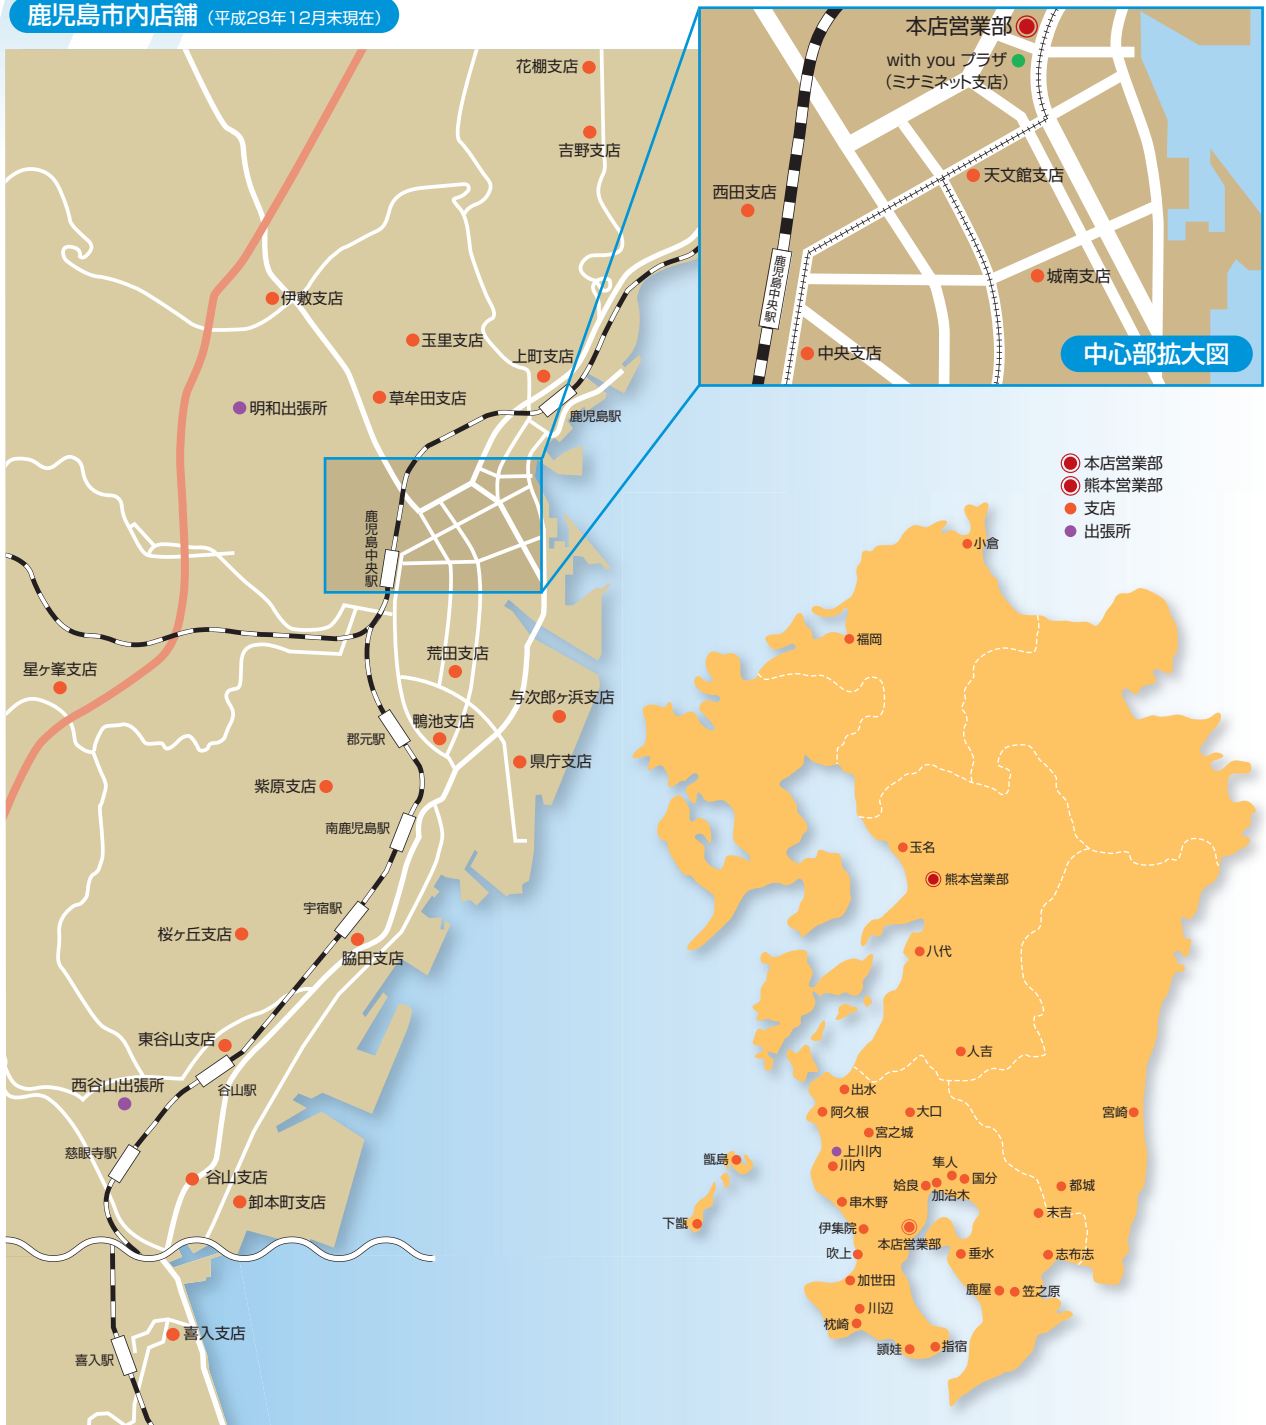 鹿児島市内店舗（平成28年12月末現在）
花棚支店
吉野支店
伊敷支店
玉里支店
上町支店
草牟田支店
明和出張所
鹿児島駅
鹿児島中央駅
荒田支店
星ヶ峯支店
与次郎ヶ浜支店
鴨池支店
郡元駅
県庁支店
紫原支店
南鹿児島駅
宇宿駅
桜ヶ丘支店
脇田支店
東谷山支店
谷山駅
西谷山出張所
慈眼寺駅
谷山支店
卸本町支店
喜入支店
喜入駅
本店営業部
with you プラザ
（ミナミネット支店）
天文館支店
西田支店
鹿児島中央駅
城南支店
中央支店
中心部拡大図
本店営業部
熊本営業部
支店
出張所
小倉
福岡
玉名
熊本営業部
八代
人吉
出水
阿久根
大口
宮崎
宮之城
上川内
川内
甑島
隼人
国分
姶良
加治木
都城
串木野
末吉
下甑
伊集院
本店営業部
吹上
垂水
志布志
加世田
鹿屋
笠之原
川辺
枕崎
頴娃
指宿